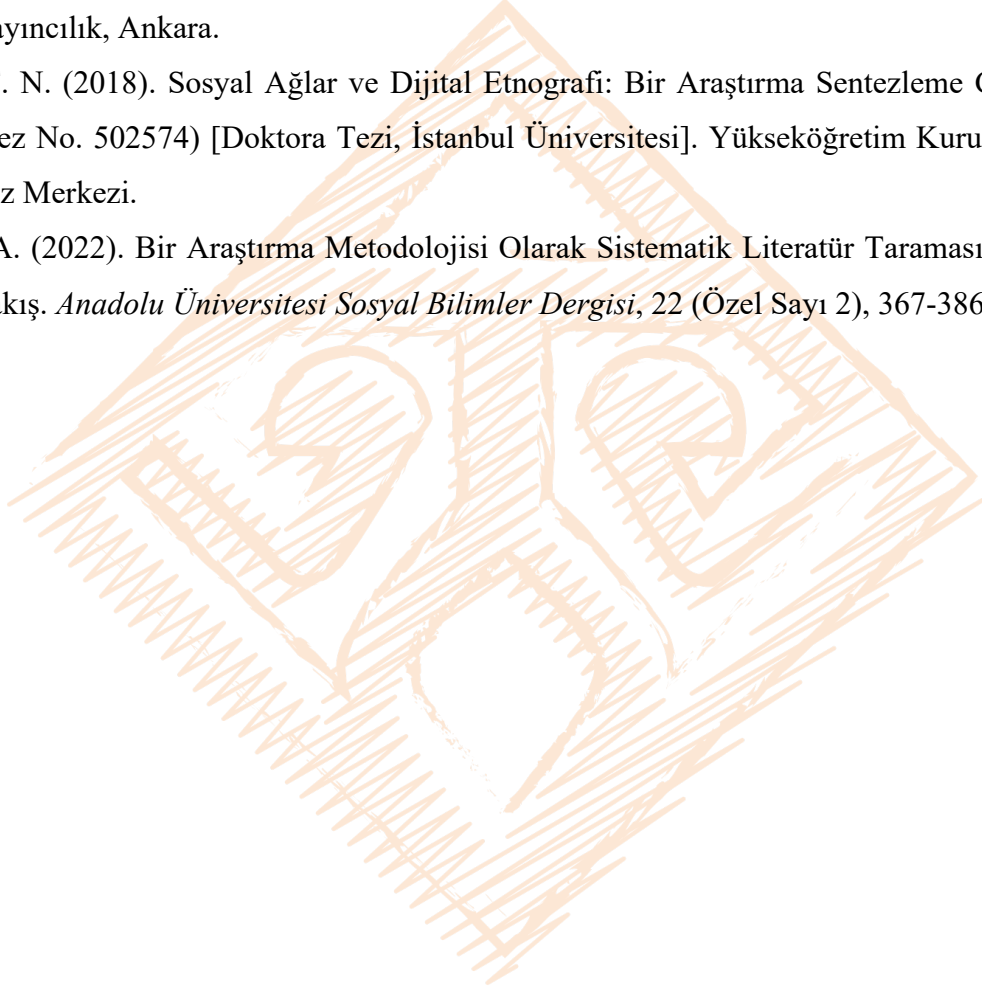 ayıncılık, Ankara.
. N. (2018). Sosyal Ağlar ve Dijital Etnografi: Bir Araştırma Sentezleme
ez No. 502574) [Doktora Tezi, İstanbul Üniversitesi]. Yükseköğretim Kuru
z Merkezi.
A. (2022). Bir Araştırma Metodolojisi Olarak Sistematik Literatür Taraması
akış. Anadolu Üniversitesi Sosyal Bilimler Dergisi, 22 (Özel Sayı 2), 367-386